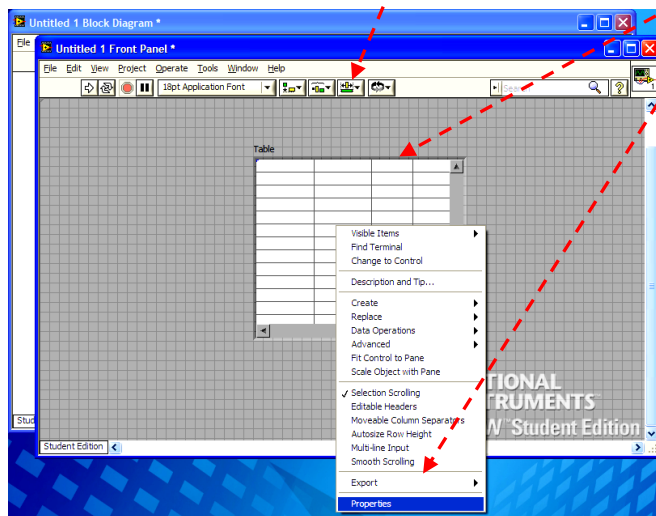 Untitled 1 Block Diagram *
File
Untitled 1 Front Panel *
File Edit View Project Operate Tools Window Help
18pt Application Font
Sea
?
1
Table
Visible Items
Find Terminal
Change to Control
Description and Tip...
Create
Replace
Data Operations
Advanced
Fit Control to Pane
Scale Object with Pane
Selection Scrolling
Editable Headers
Moveable Column Separators
Autosize Row Height
Multi-line Input
Smooth Scrolling
Export
Properties
TIONAL
TRUMENTS
W™ Student Edition
Stud
Student Edition